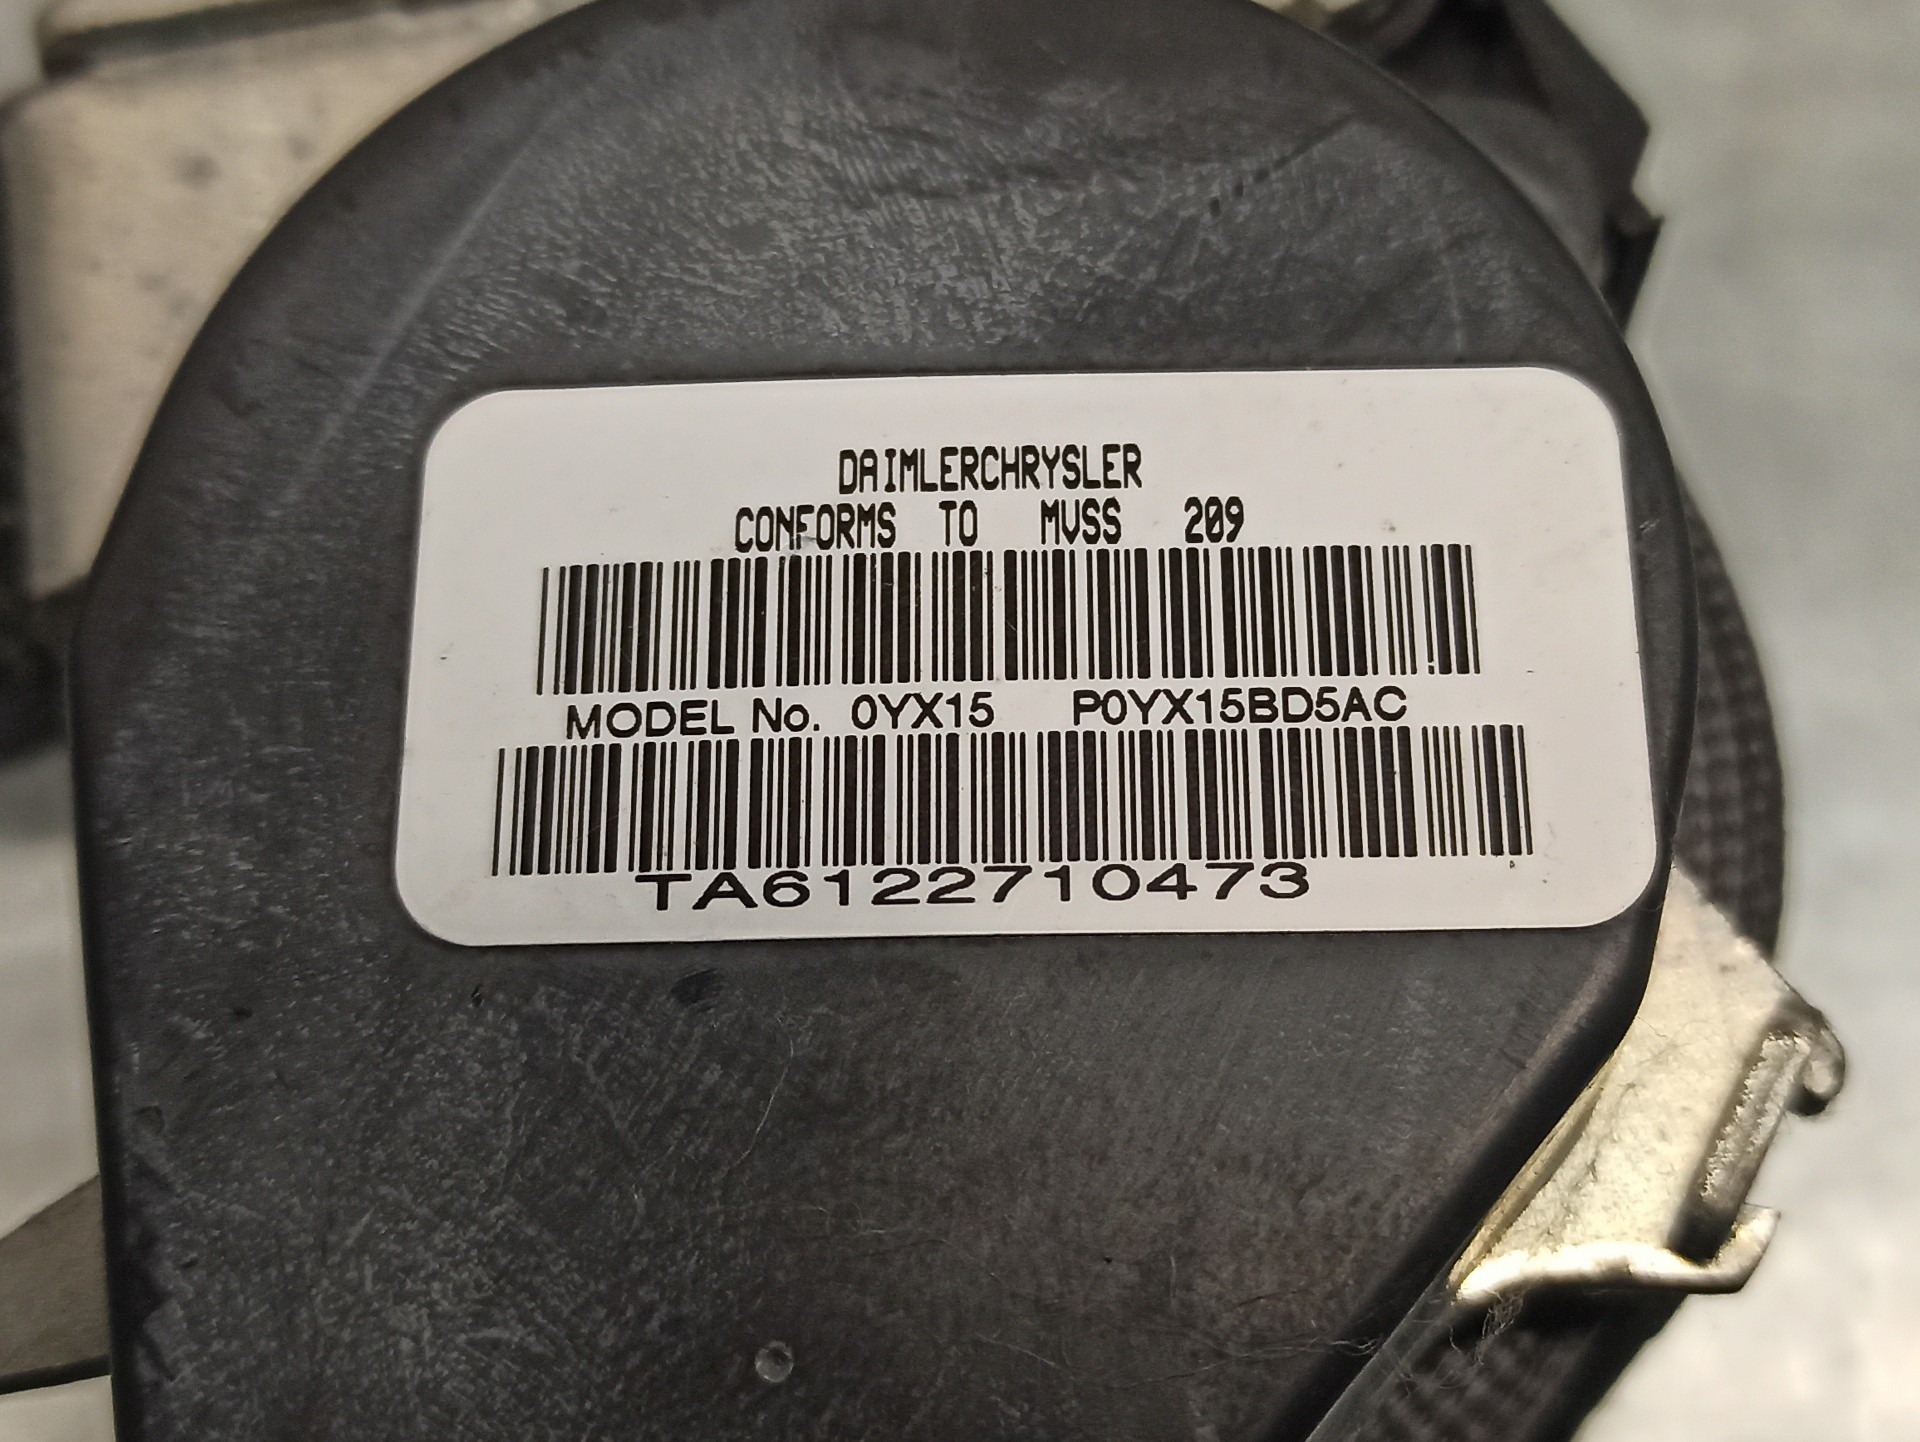 DAIMLERCHRYSLER
CONFORMS TO MVSS 209
MODEL No. 0YX15 P0YX15BD5AC
TA6122710473